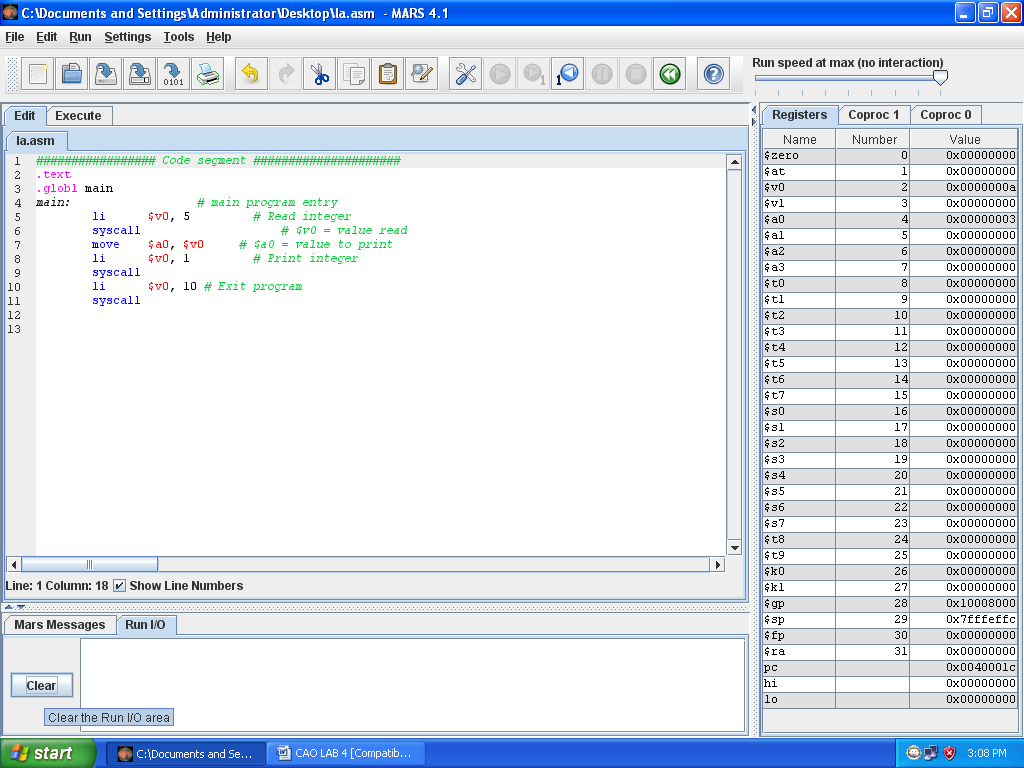 C:\Documents and Settings\Administrator\Desktop\la.asm - MARS 4.1
File Edit Run Settings Tools Help
0101
1
Run speed at max (no interaction)
Edit Execute
la.asm
1 ################# Code segment #####################
2 .text
3 .globl main
4 main: # main program entry
5 li $v0, 5 # Read integer
6 syscall # $v0 = value read
7 move $a0, $v0 # $a0 = value to print
8 li $v0, 1 # Print integer
9 syscall
10 li $v0, 10 # Exit program
11 syscall
12
13
Line: 1 Column: 18 Show Line Numbers
Mars Messages Run I/O
Clear
Clear the Run I/O area
Registers Coproc 1 Coproc 0
Name Number Value
$zero 0 0x00000000
$at 1 0x00000000
$v0 2 0x0000000a
$v1 3 0x00000000
$a0 4 0x00000003
$a1 5 0x00000000
$a2 6 0x00000000
$a3 7 0x00000000
$t0 8 0x00000000
$t1 9 0x00000000
$t2 10 0x00000000
$t3 11 0x00000000
$t4 12 0x00000000
$t5 13 0x00000000
$t6 14 0x00000000
$t7 15 0x00000000
$s0 16 0x00000000
$s1 17 0x00000000
$s2 18 0x00000000
$s3 19 0x00000000
$s4 20 0x00000000
$s5 21 0x00000000
$s6 22 0x00000000
$s7 23 0x00000000
$t8 24 0x00000000
$t9 25 0x00000000
$k0 26 0x00000000
$k1 27 0x00000000
$gp 28 0x10008000
$sp 29 0x7fffeffc
$fp 30 0x00000000
$ra 31 0x00000000
pc 0x0040001c
hi 0x00000000
lo 0x00000000
start C:\Documents and Se... CAO LAB 4 [Compatib... 3:08 PM